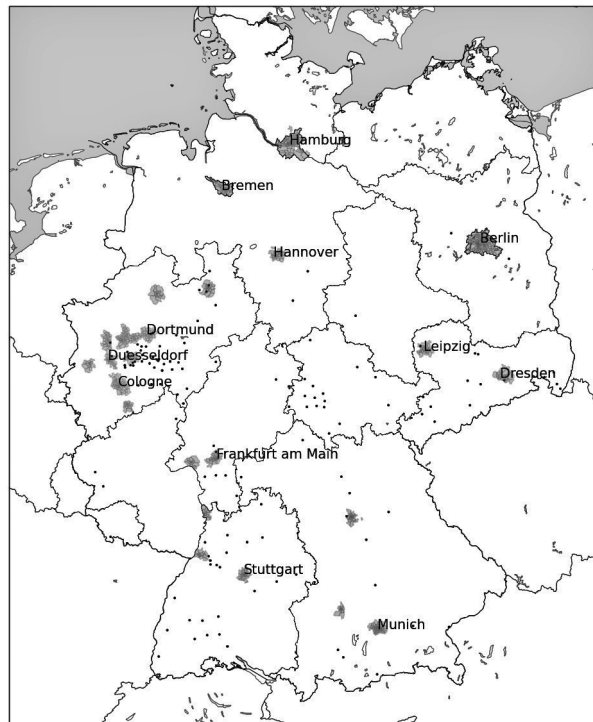 Hamburg
Bremen
Berlin
Hannover
Dortmund
Duesseldorf
Leipzig
Cologne
Dresden
Frankfurt am Main
Stuttgart
Munich